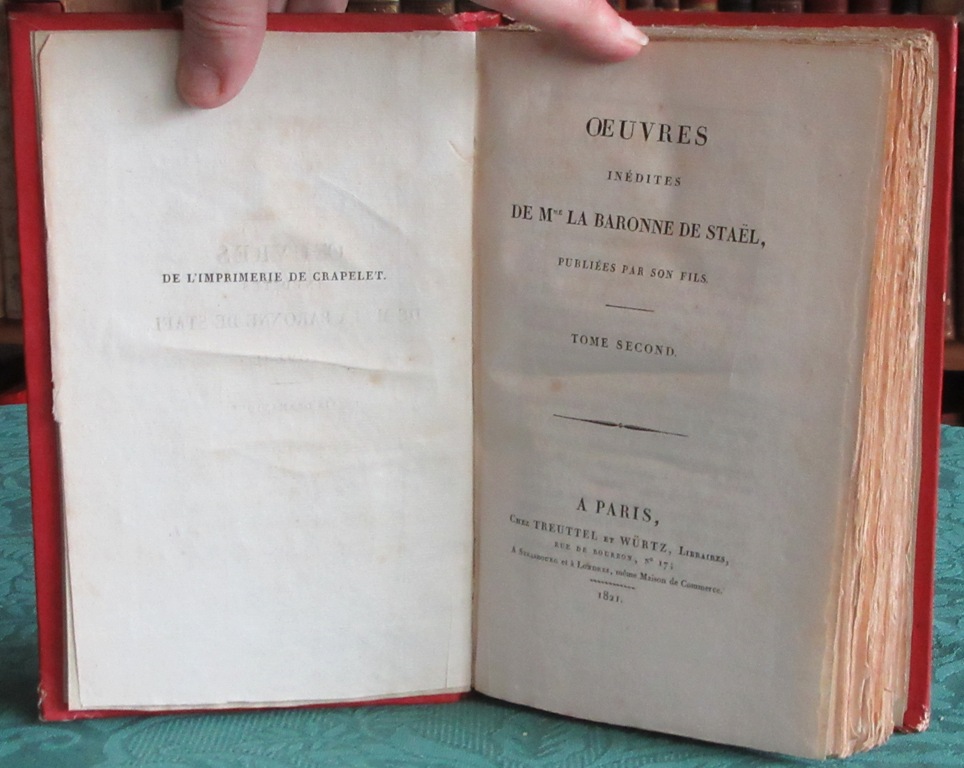 DE L'IMPRIMERIE DE CRAPELET.
OEUVRES
INÉDITES
DE Mme LA BARONNE DE STAËL,
PUBLIÉES PAR SON FILS.
TOME SECOND.
A PARIS,
CHEZ TREUTTEL ET WÜRTZ, LIBRAIRES,
RUE DE BOURBON, N° 17;
A STRASBOURG et à LONDRES, même Maison de Commerce.
1821.